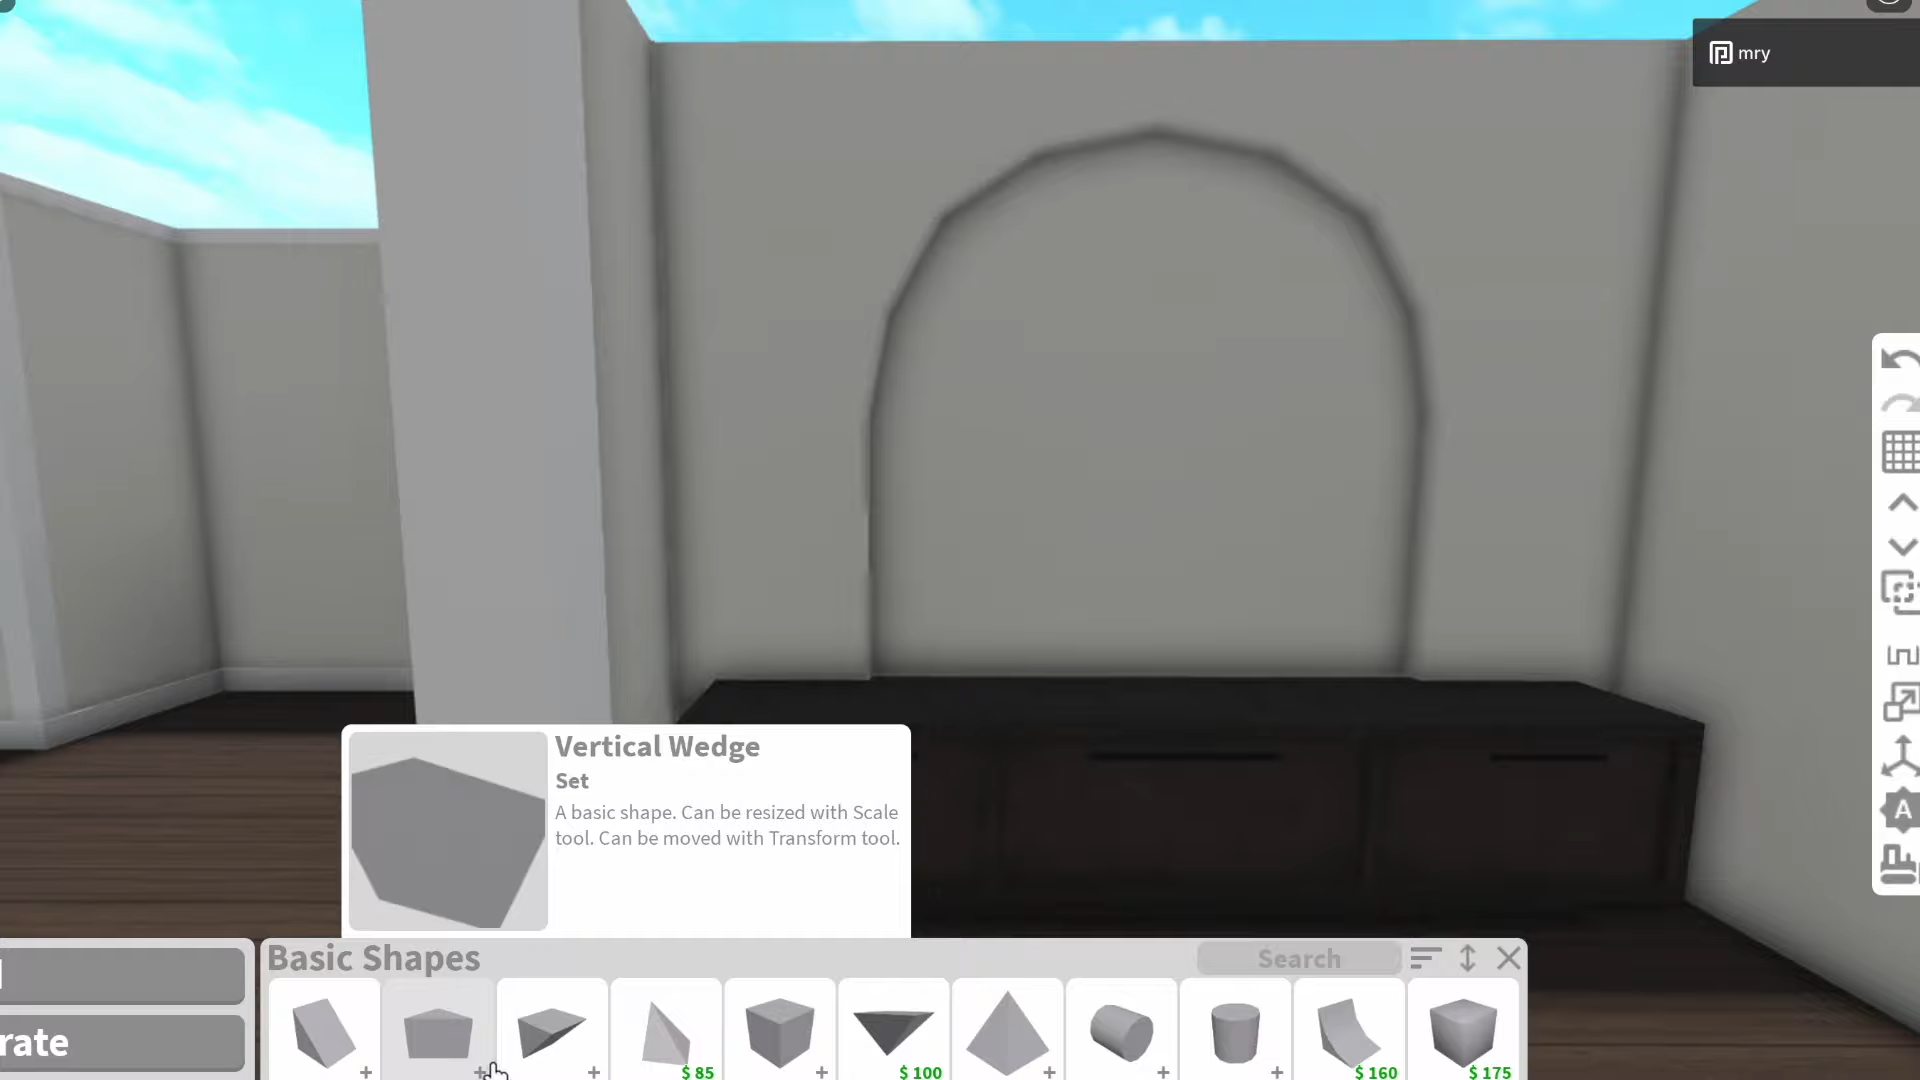 mry
Vertical Wedge
Set
A basic shape. Can be resized with Scale
tool. Can be moved with Transform tool.
Basic Shapes
Search
rate
+
+
+
$ 85
+
$ 100
+
+
+
$ 160
$ 175
A